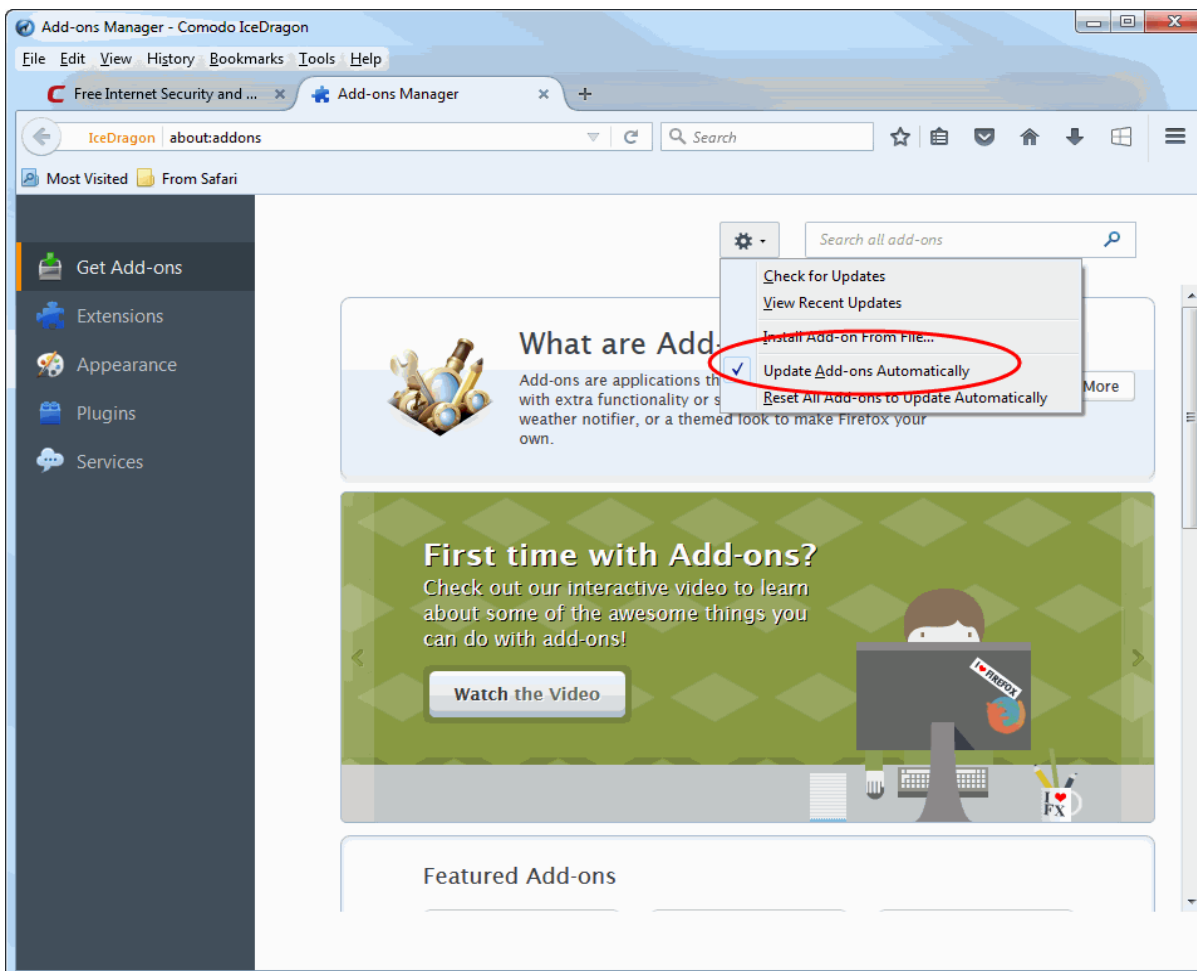 Add-ons Manager - Comodo IceDragon
File Edit View History Bookmarks Tools Help
Free Internet Security and ...
Add-ons Manager
IceDragon about:addons
Search
Most Visited From Safari
Search all add-ons
Get Add-ons
Extensions
Appearance
Plugins
Services
Check for Updates
View Recent Updates
Install Add-on From File...
Update Add-ons Automatically
Reset All Add-ons to Update Automatically
What are Add-
Add-ons are applications th
with extra functionality or s
weather notifier, or a themed look to make Firefox your
own.
More
First time with Add-ons?
Check out our interactive video to learn
about some of the awesome things you
can do with add-ons!
Watch the Video
I ♥ FIREFOX
I ♥
FX
Featured Add-ons